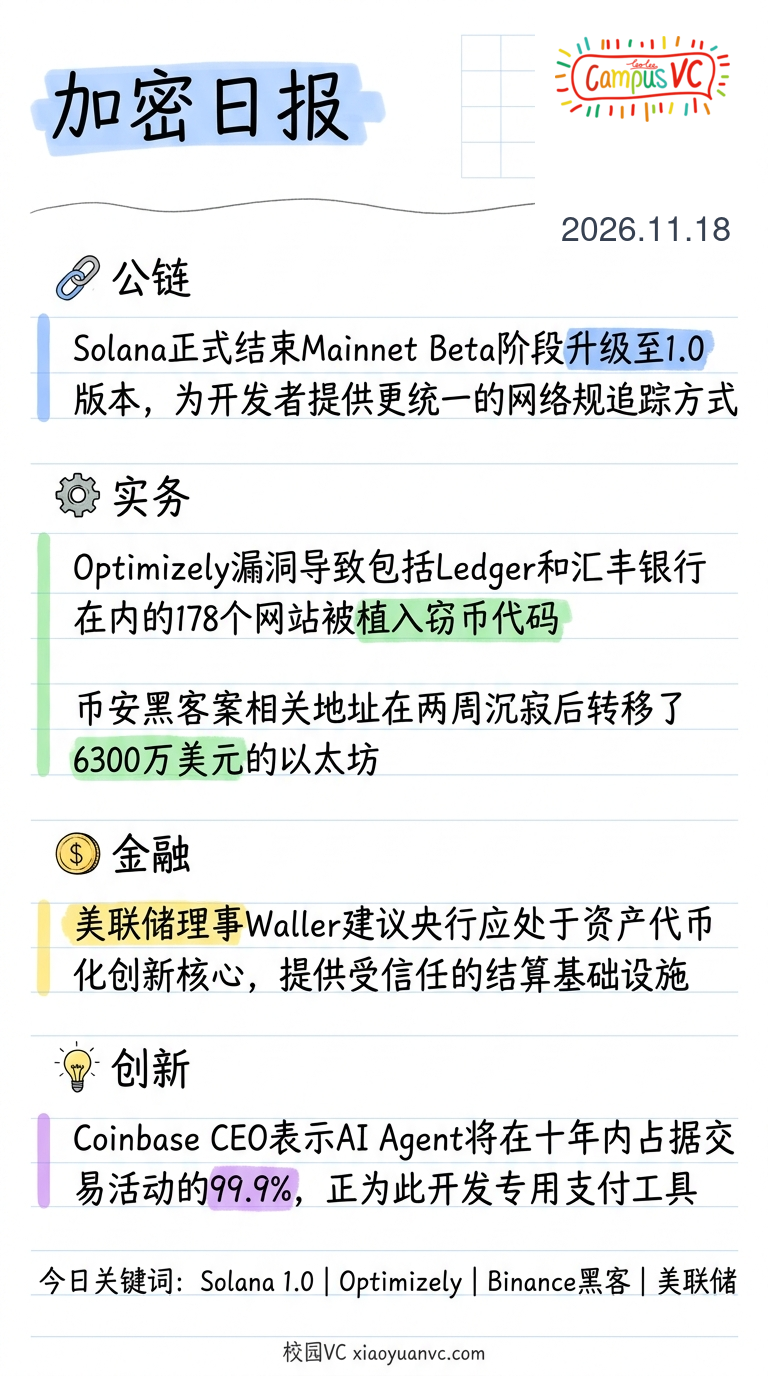 加密日报
CampusVC
2026.11.18
公链
Solana正式结束Mainnet Beta阶段升级至1.0
版本，为开发者提供更统一的网络规追踪方式
实务
Optimizely漏洞导致包括Ledger和汇丰银行
在内的178个网站被植入窃币代码
币安黑客案相关地址在两周沉寂后转移了
6300万美元的以太坊
金融
美联储理事Waller建议央行应处于资产代币
化创新核心，提供受信任的结算基础设施
创新
Coinbase CEO表示AI Agent将在十年内占据交
易活动的99.9%，正为此开发专用支付工具
今日关键词：Solana 1.0 | Optimizely | Binance黑客 | 美联储
校园VC xiaoyuanvc.com